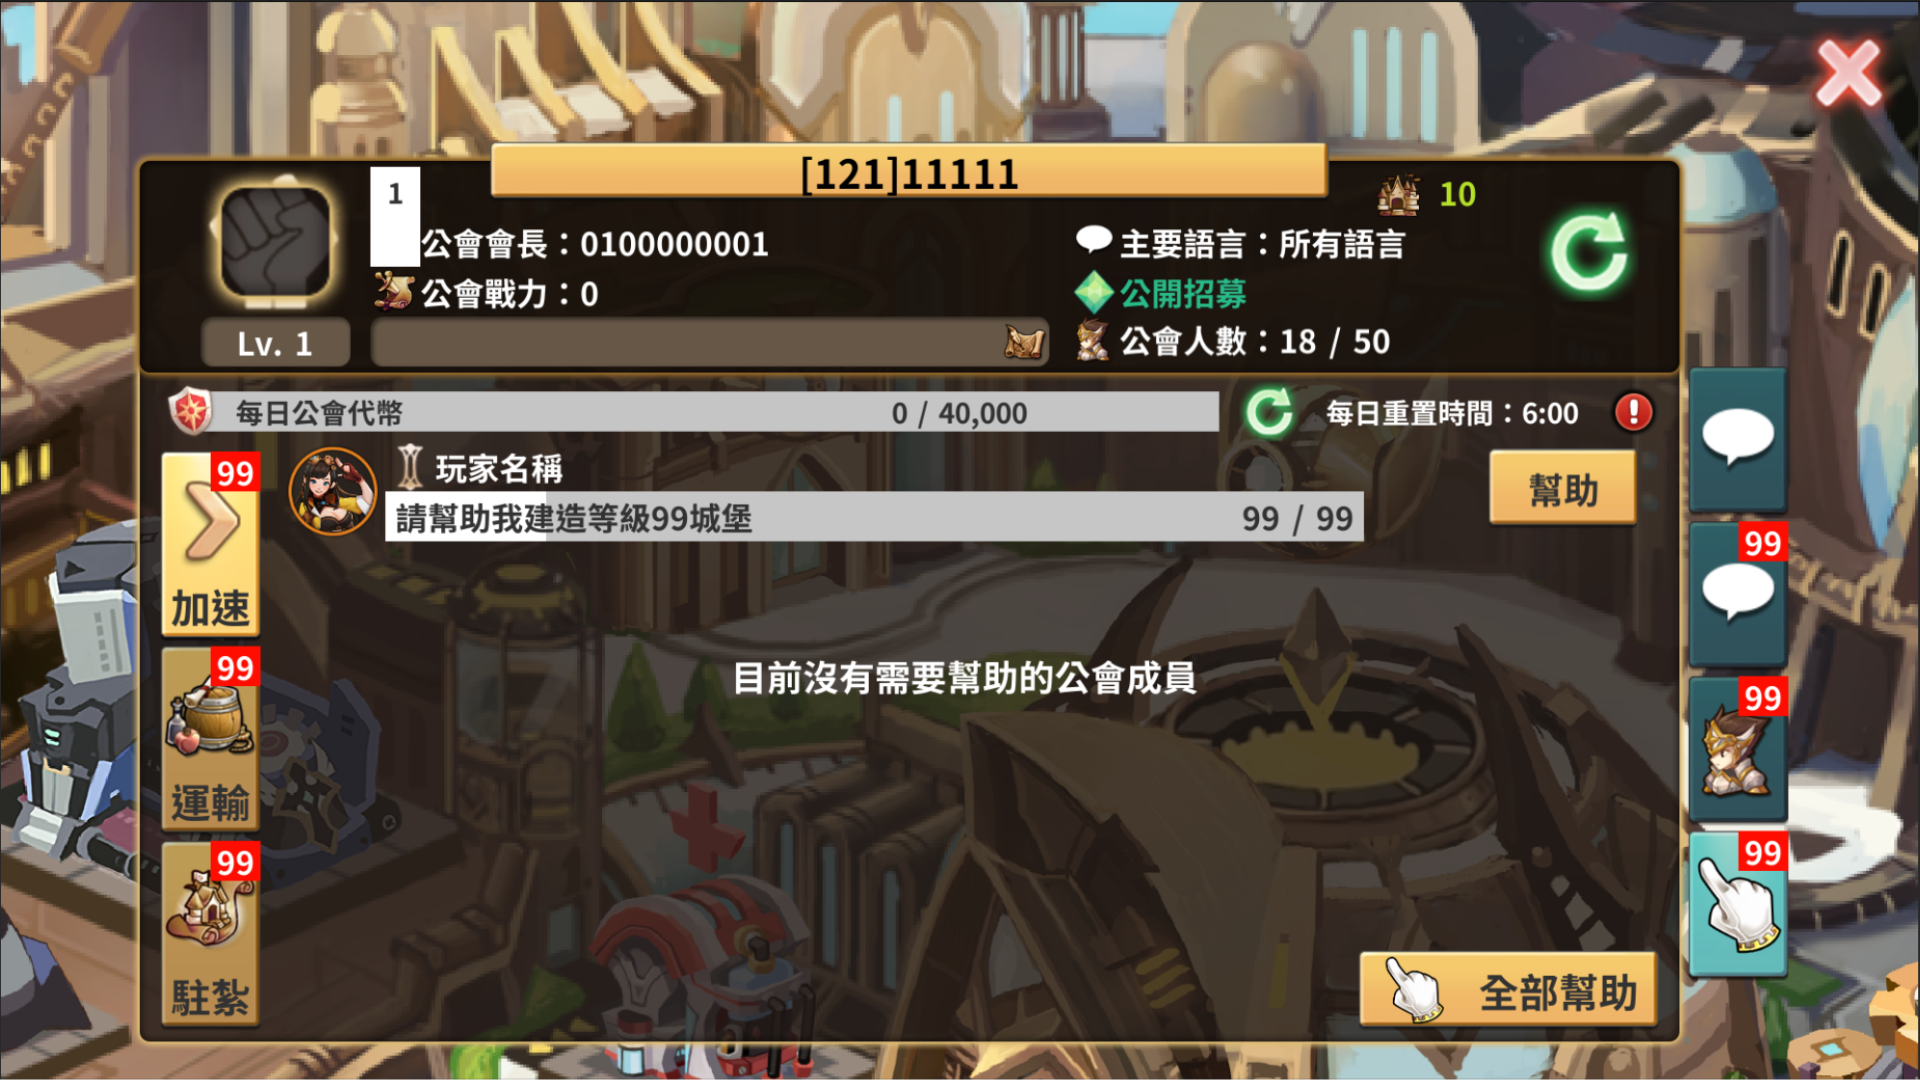 [121]11111
1
10
公會會長：0100000001
主要語言：所有語言
公會戰力：0
公開招募
Lv. 1
公會人數：18 / 50
每日公會代幣
0 / 40,000
每日重置時間：6:00
99
加速
玩家名稱
請幫助我建造等級99城堡
99 / 99
幫助
99
99
運輸
目前沒有需要幫助的公會成員
99
99
駐紮
99
全部幫助